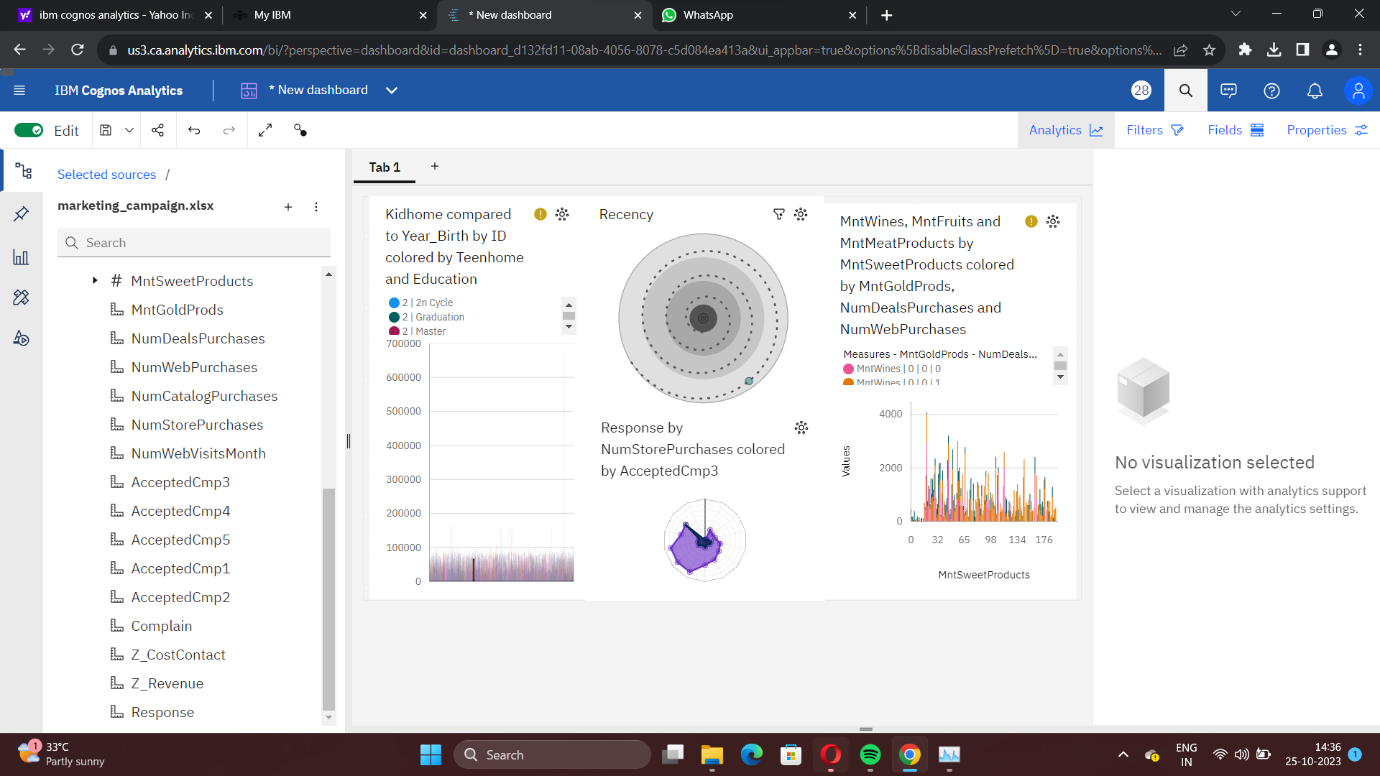 ibm cognos analytics - Yahoo In
My IBM
* New dashboard
WhatsApp
us3.ca.analytics.ibm.com/bi/?perspective=dashboard&id=dashboard_d132fd11-08ab-4056-8078-c5d084ea413a&ui_appbar=true&options%5BdisableGlassPrefetch%5D=true&options%...
IBM Cognos Analytics
* New dashboard
28
Edit
Analytics
Filters
Fields
Properties
Selected sources /
marketing_campaign.xlsx
Search
# MntSweetProducts
MntGoldProds
NumDealsPurchases
NumWebPurchases
NumCatalogPurchases
NumStorePurchases
NumWebVisitsMonth
AcceptedCmp3
AcceptedCmp4
AcceptedCmp5
AcceptedCmp1
AcceptedCmp2
Complain
Z_CostContact
Z_Revenue
Response
Tab 1
Kidhome compared
to Year_Birth by ID
colored by Teenhome
and Education
2 | 2n Cycle
2 | Graduation
2 | Master
700000
600000
500000
400000
300000
200000
100000
0
Recency
Response by
NumStorePurchases colored
by AcceptedCmp3
MntWines, MntFruits and
MntMeatProducts by
MntSweetProducts colored
by MntGoldProds,
NumDealsPurchases and
NumWebPurchases
Measures - MntGoldProds - NumDeals...
MntWines | 0 | 0 | 0
MntWines | 0 | 0 | 1
Values
4000
2000
0
0 32 65 98 134 176
MntSweetProducts
No visualization selected
Select a visualization with analytics support
to view and manage the analytics settings.
1
33°C
Partly sunny
Search
ENG
IN
14:36
25-10-2023
1